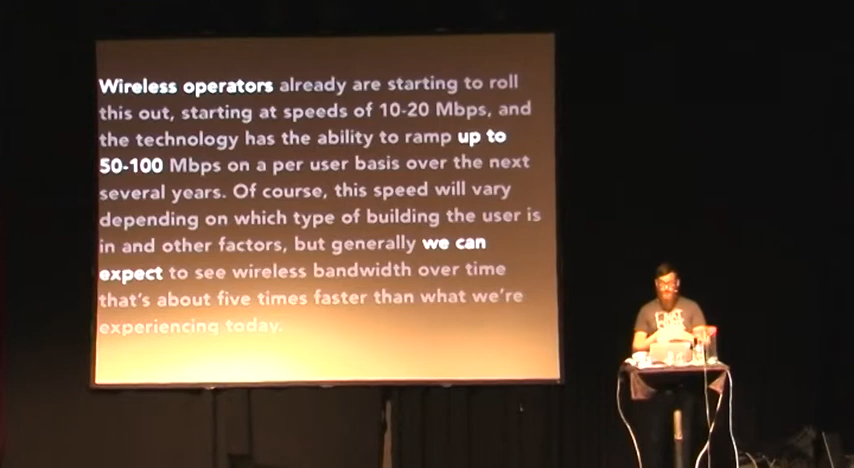 Wireless operators already are starting to roll
this out, starting at speeds of 10-20 Mbps, and
the technology has the ability to ramp up to
50-100 Mbps on a per user basis over the next
several years. Of course, this speed will vary
depending on which type of building the user is
in and other factors, but generally we can
expect to see wireless bandwidth over time
that's about five times faster than what we're
experiencing today.